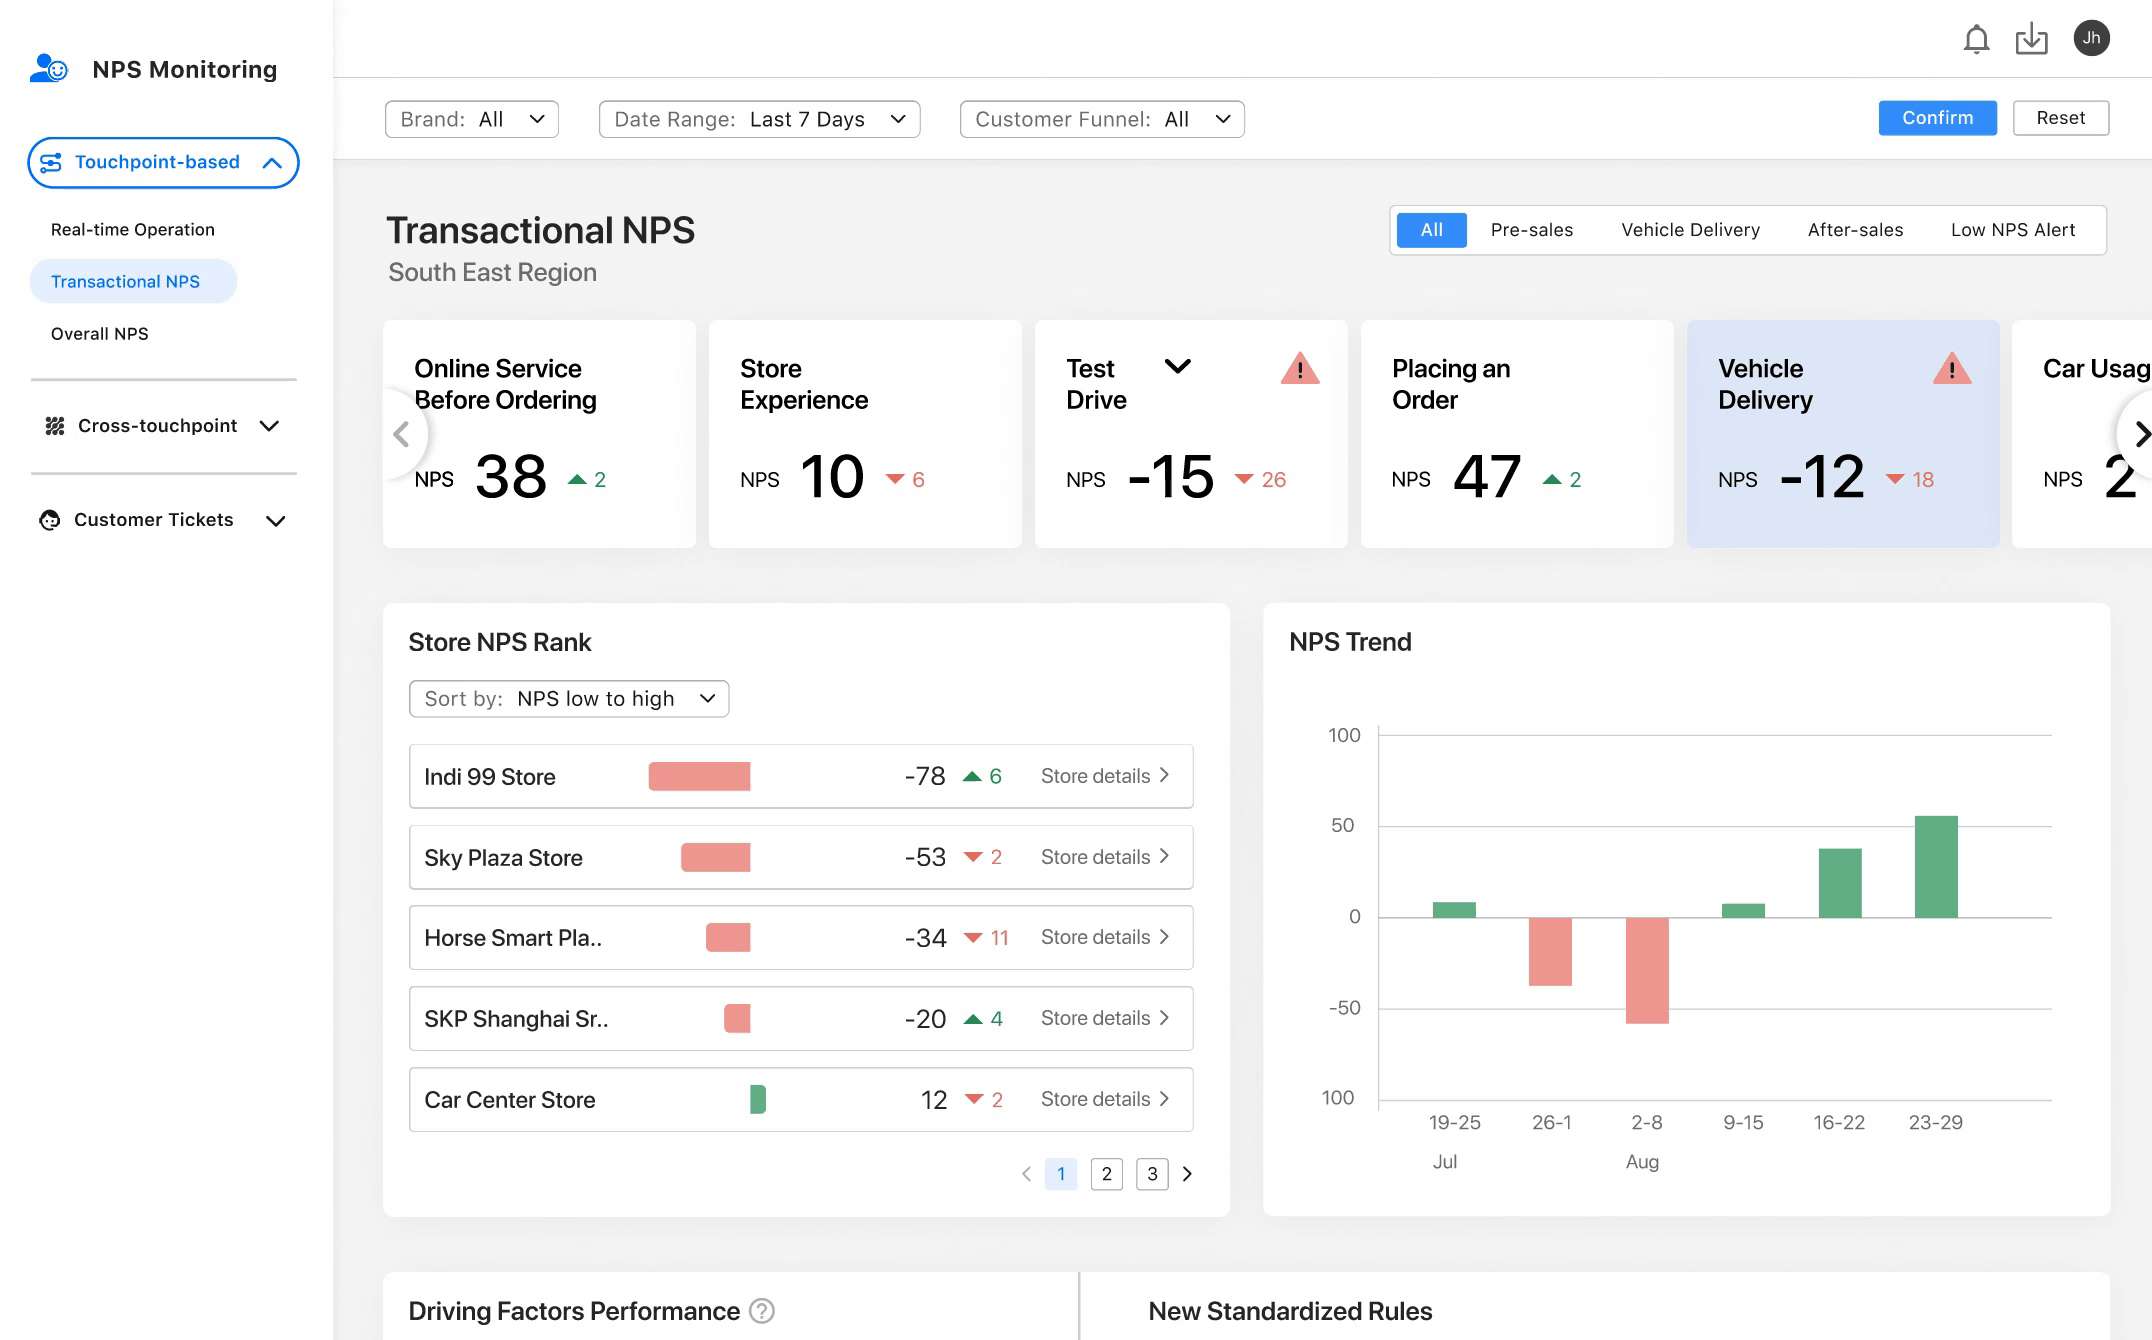 NPS Monitoring
Touchpoint-based
Real-time Operation
Transactional NPS
Overall NPS
Cross-touchpoint
Customer Tickets
Jh
Brand: All
Date Range: Last 7 Days
Customer Funnel: All
Confirm
Reset
Transactional NPS
South East Region
All
Pre-sales
Vehicle Delivery
After-sales
Low NPS Alert
Online Service
Before Ordering
NPS 38 2
Store
Experience
NPS 10 6
Test
Drive
NPS -15 26
Placing an
Order
NPS 47 2
Vehicle
Delivery
NPS -12 18
Car Usag
NPS 2
Store NPS Rank
Sort by: NPS low to high
Indi 99 Store -78 6 Store details
Sky Plaza Store -53 2 Store details
Horse Smart Pla.. -34 11 Store details
SKP Shanghai Sr.. -20 4 Store details
Car Center Store 12 2 Store details
1 2 3
NPS Trend
100
50
0
-50
100
19-25 26-1 2-8 9-15 16-22 23-29
Jul Aug
Driving Factors Performance ?
New Standardized Rules